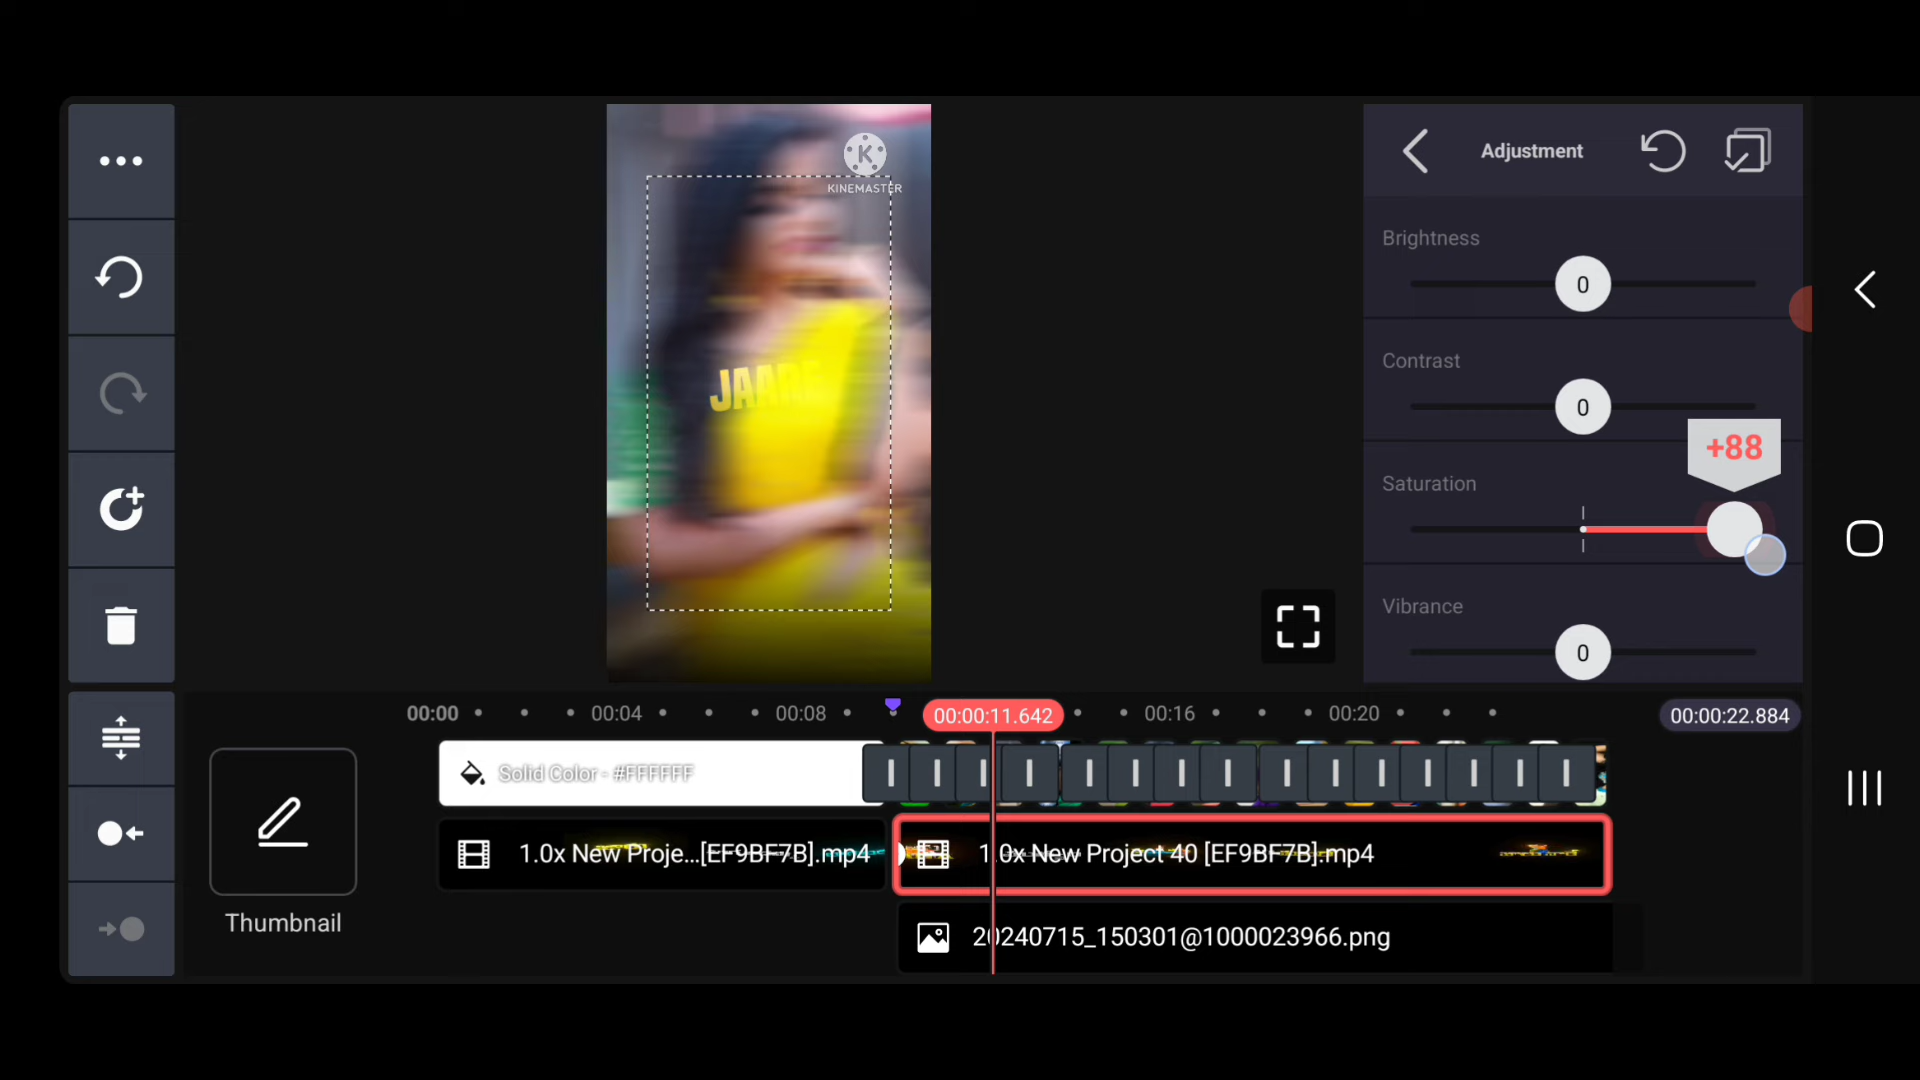 KINEMASTER
JAARE
Adjustment
Brightness
0
Contrast
0
+88
Saturation
Vibrance
0
00:00
00:04
00:08
00:00:11.642
00:16
00:20
00:00:22.884
Solid Color - #FFFFFF
1.0x New Proje...[EF9BF7B].mp4
1.0x New Project 40 [EF9BF7B].mp4
Thumbnail
20240715_150301@1000023966.png